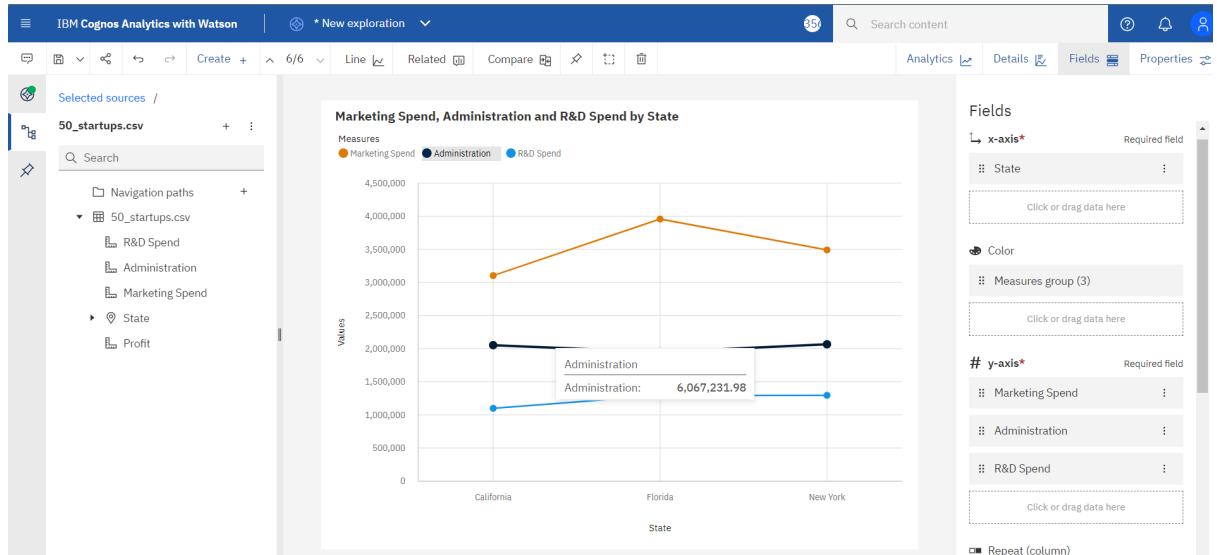 IBM Cognos Analytics with Watson
* New exploration
Search content
Create +
6/6
Line
Related
Compare
Analytics
Details
Fields
Properties
Selected sources /
50_startups.csv
Search
Navigation paths
50_startups.csv
R&D Spend
Administration
Marketing Spend
State
Profit
Marketing Spend, Administration and R&D Spend by State
Measures
Marketing Spend Administration R&D Spend
4,500,000
4,000,000
3,500,000
3,000,000
2,500,000
2,000,000
1,500,000
1,000,000
500,000
0
Values
Administration
Administration: 6,067,231.98
California Florida New York
State
Fields
x-axis* Required field
State
Click or drag data here
Color
Measures group (3)
Click or drag data here
# y-axis* Required field
Marketing Spend
Administration
R&D Spend
Click or drag data here
Repeat (column)